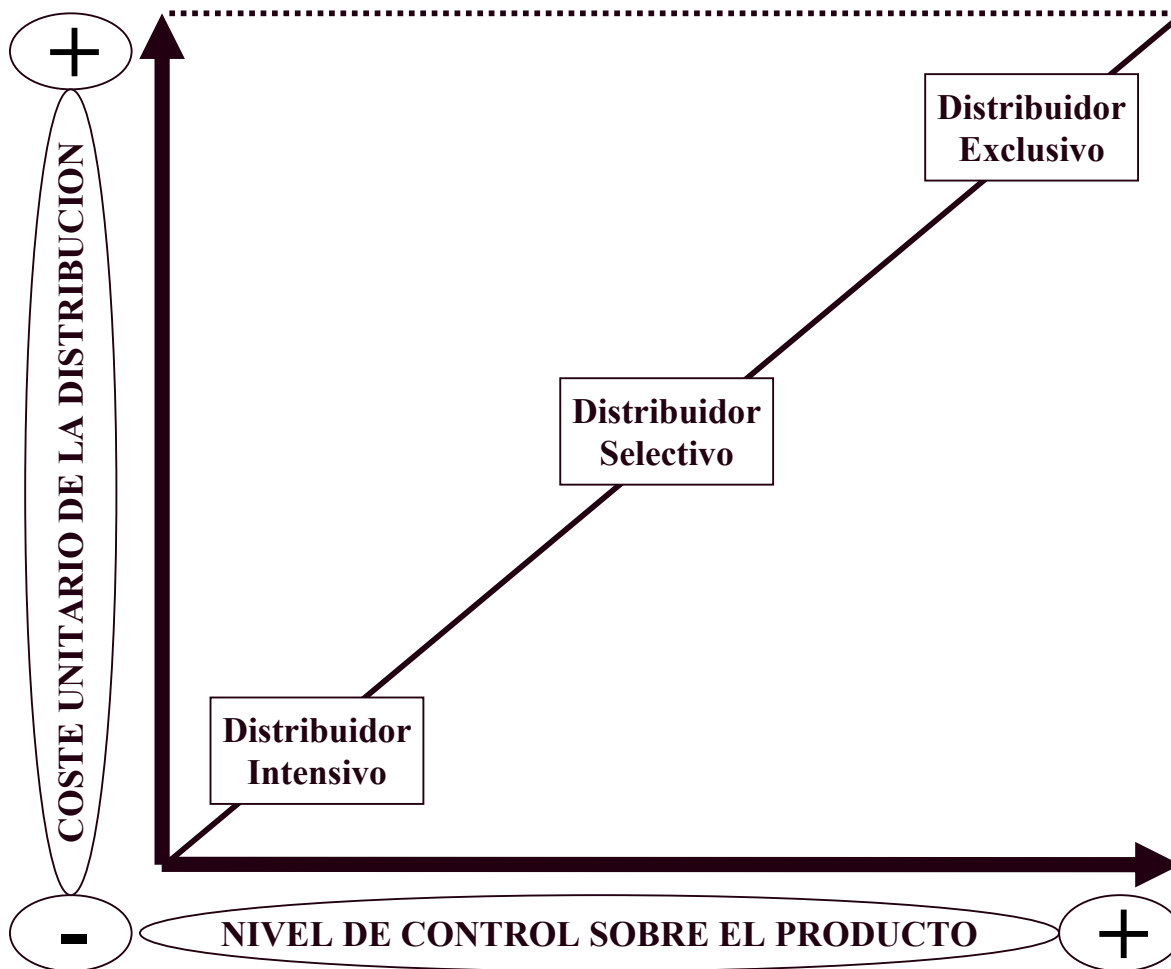 +
COSTE UNITARIO DE LA DISTRIBUCION
Distribuidor
Exclusivo
Distribuidor
Selectivo
Distribuidor
Intensivo
-
NIVEL DE CONTROL SOBRE EL PRODUCTO
+